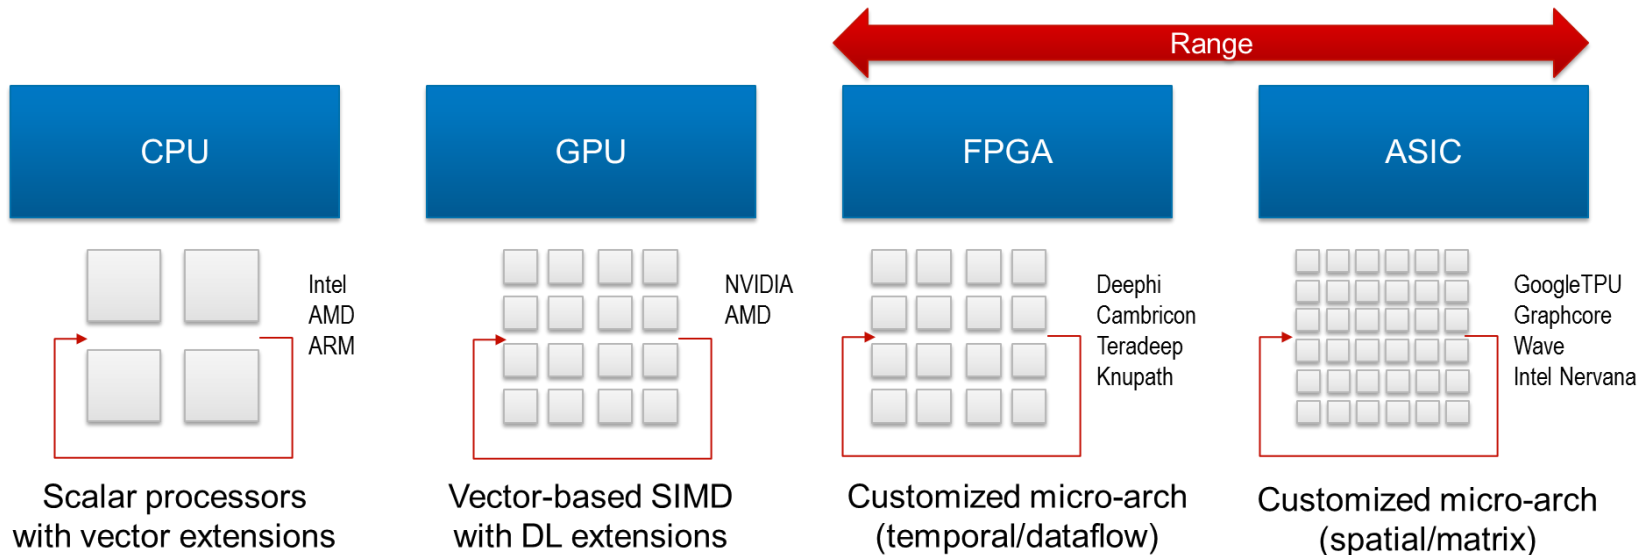 Range
CPU
GPU
FPGA
ASIC
Intel
AMD
ARM
NVIDIA
AMD
Deephi
Cambricon
Teradeep
Knupath
GoogleTPU
Graphcore
Wave
Intel Nervana
Scalar processors
with vector extensions
Vector-based SIMD
with DL extensions
Customized micro-arch
(temporal/dataflow)
Customized micro-arch
(spatial/matrix)